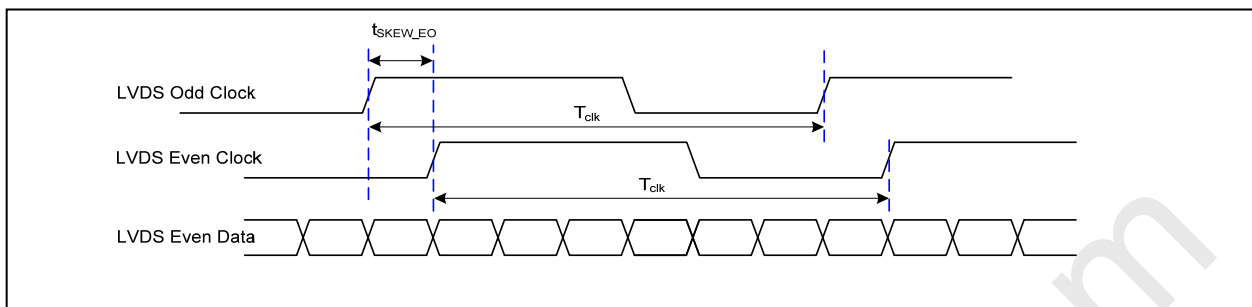 tSKEW_EO
LVDS Odd Clock
Tclk
LVDS Even Clock
Tclk
LVDS Even Data
m